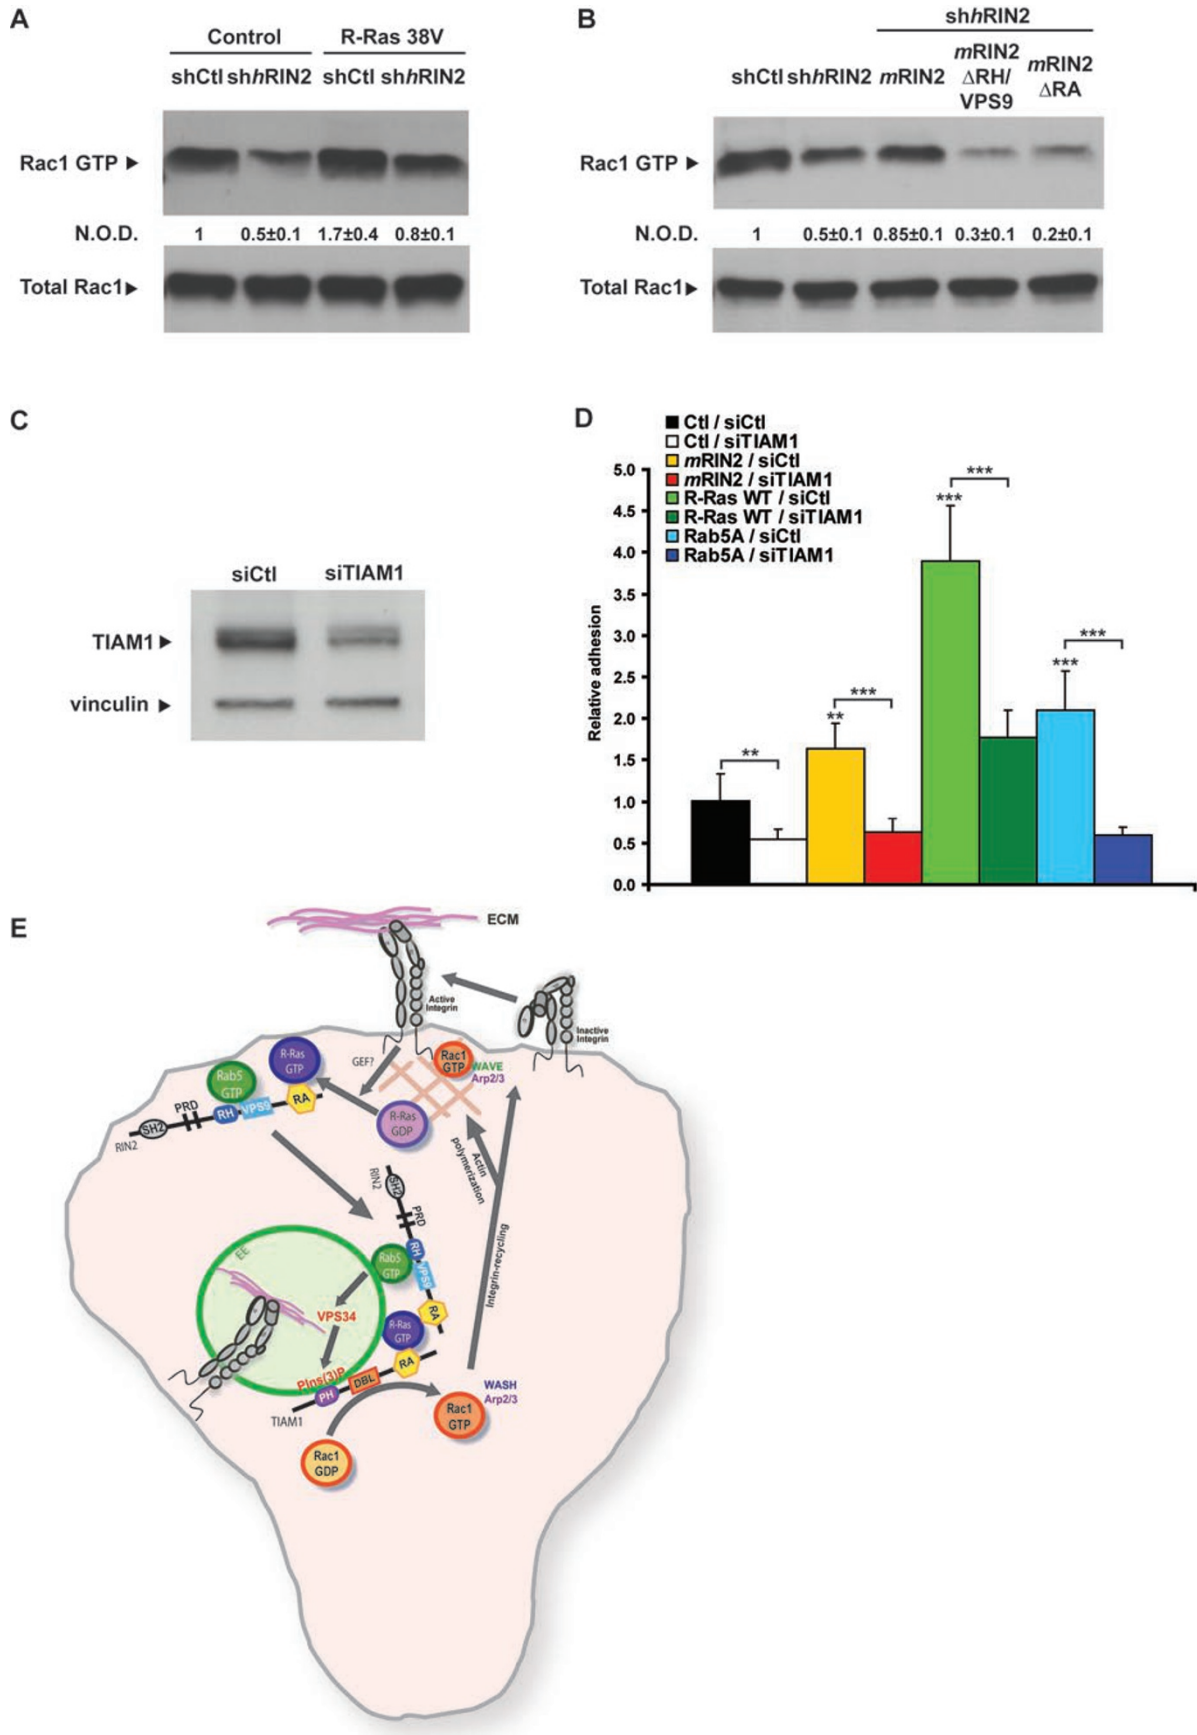 A
Control
R-Ras 38V
shCtl shhRIN2 shCtl shhRIN2
Rac1 GTP
N.O.D. 1 0.5±0.1 1.7±0.4 0.8±0.1
Total Rac1
B
shhRIN2
shCtl shhRIN2 mRIN2
mRIN2
ΔRH/
VPS9
mRIN2
ΔRA
Rac1 GTP
N.O.D. 1 0.5±0.1 0.85±0.1 0.3±0.1 0.2±0.1
Total Rac1
C
siCtl siTIAM1
TIAM1
vinculin
D
Ctl / siCtl
Ctl / siTIAM1
mRIN2 / siCtl
mRIN2 / siTIAM1
R-Ras WT / siCtl
R-Ras WT / siTIAM1
Rab5A / siCtl
Rab5A / siTIAM1
Relative adhesion
5.0
4.5
4.0
3.5
3.0
2.5
2.0
1.5
1.0
0.5
0.0
**
**
***
***
***
***
***
E
ECM
Active
Integrin
Inactive
Integrin
GEF?
Rac1
GTP
WAVE
Arp2/3
R-Ras
GTP
Rab5
GTP
RIN2
SH2
PRD
RH
VPS9
RA
R-Ras
GDP
Actin
polymerization
Integrin-recycling
RIN2
SH2
PRD
RH
VPS9
RA
EE
Rab5
GTP
VPS34
R-Ras
GTP
PIns(3)P
PH
DBL
RA
TIAM1
Rac1
GTP
WASH
Arp2/3
Rac1
GDP